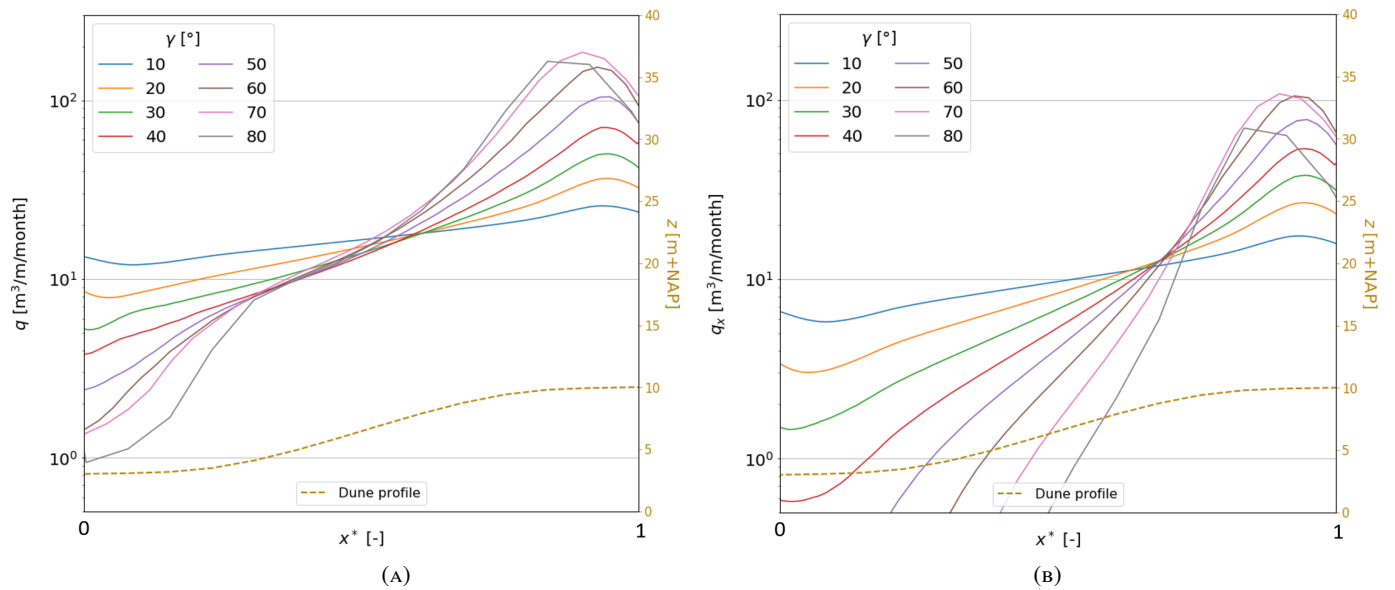 γ [°]
10 50
20 60
30 70
40 80
10²
10¹
10⁰
q [m³/m/month]
40
35
30
25
20
15
10
5
0
z [m+NAP]
Dune profile
0 1
x* [-]
(A)
γ [°]
10 50
20 60
30 70
40 80
10²
10¹
10⁰
qₓ [m³/m/month]
40
35
30
25
20
15
10
5
0
z [m+NAP]
Dune profile
0 1
x* [-]
(B)